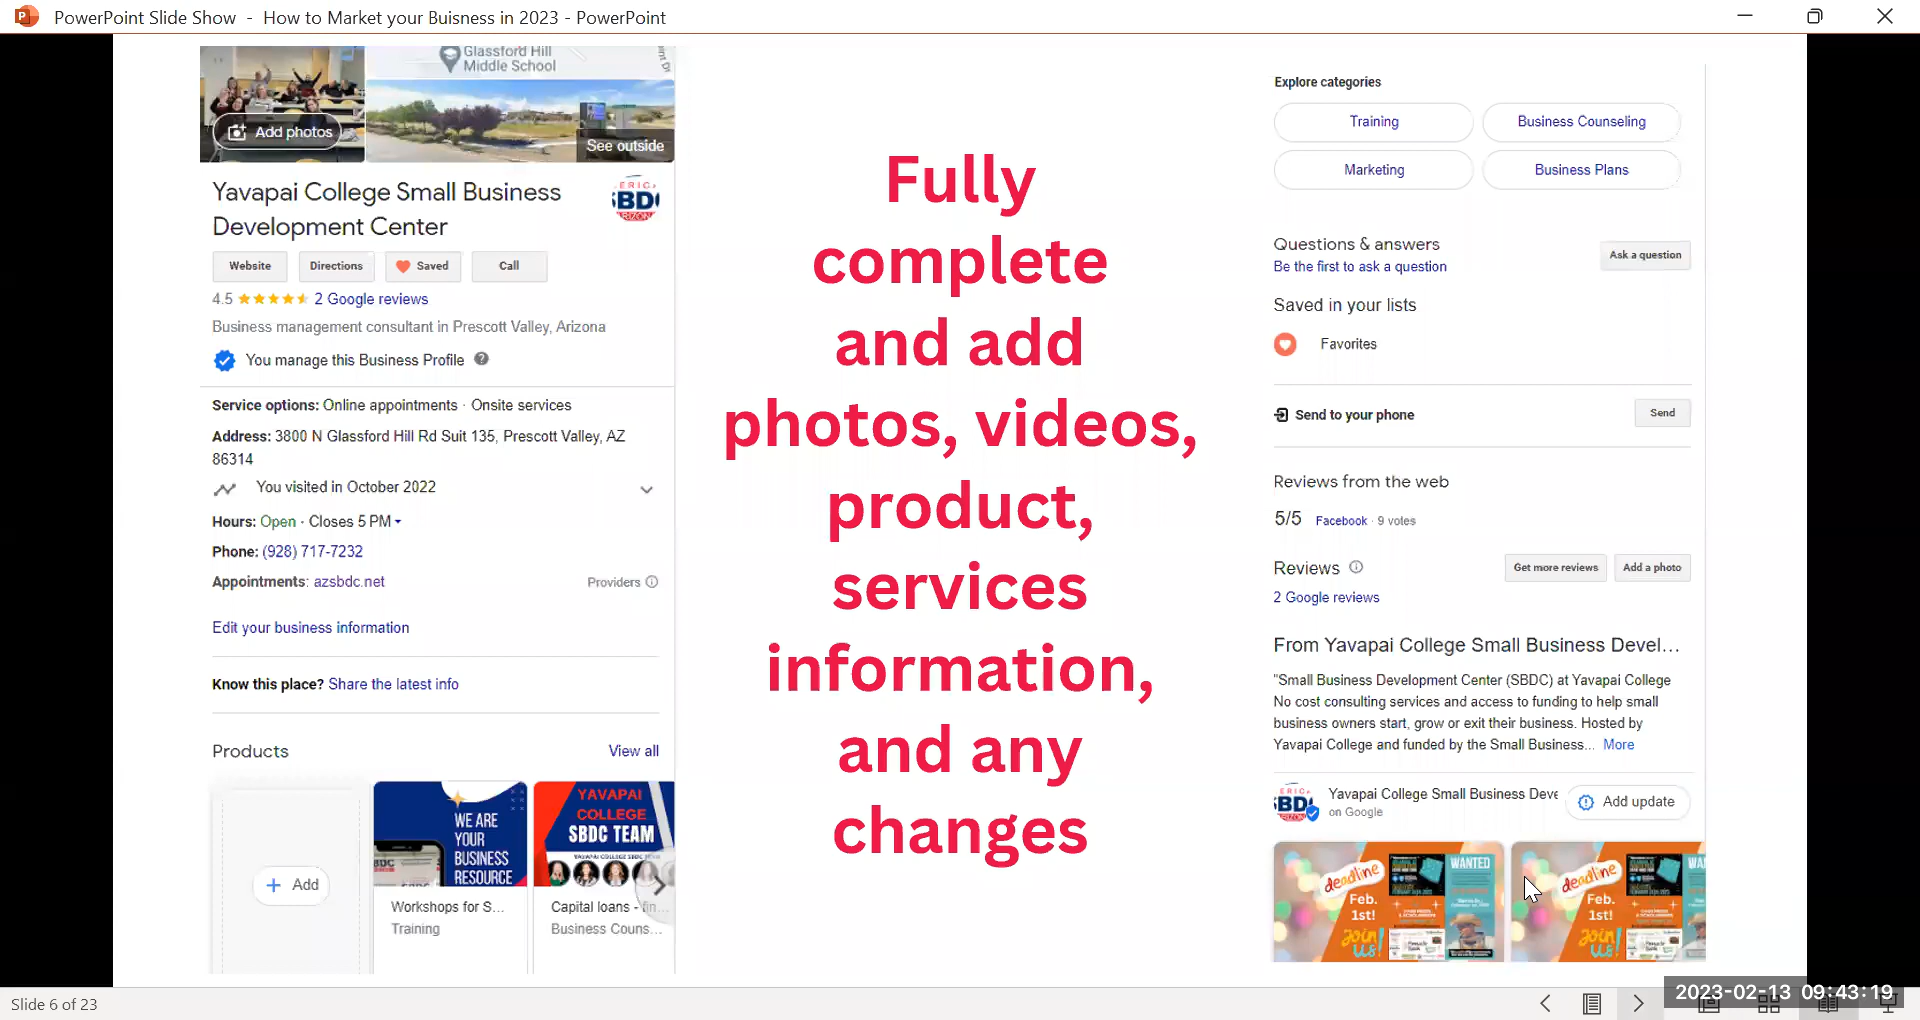 PowerPoint Slide Show - How to Market your Buisness in 2023 - PowerPoint
Glassford Hill
Middle School
Add photos
See outside
Yavapai College Small Business
Development Center
Website
Directions
Saved
Call
4.5
2 Google reviews
Business management consultant in Prescott Valley, Arizona
You manage this Business Profile
Service options: Online appointments · Onsite services
Address: 3800 N Glassford Hill Rd Suit 135, Prescott Valley, AZ
86314
You visited in October 2022
Hours: Open · Closes 5 PM
Phone: (928) 717-7232
Appointments: azsbdc.net
Providers
Edit your business information
Know this place? Share the latest info
Products
View all
Add
WE ARE
YOUR
BUSINESS
RESOURCE
Workshops for S...
Training
YAVAPAI
COLLEGE
SBDC TEAM
Capital loans - fin...
Business Couns...
Fully
complete
and add
photos, videos,
product,
services
information,
and any
changes
Explore categories
Training
Business Counseling
Marketing
Business Plans
Questions & answers
Be the first to ask a question
Ask a question
Saved in your lists
Favorites
Send to your phone
Send
Reviews from the web
5/5 Facebook · 9 votes
Reviews
Get more reviews
Add a photo
2 Google reviews
From Yavapai College Small Business Devel...
"Small Business Development Center (SBDC) at Yavapai College
No cost consulting services and access to funding to help small
business owners start, grow or exit their business. Hosted by
Yavapai College and funded by the Small Business... More
Yavapai College Small Business Deve
on Google
Add update
deadline
Feb.
1st!
Join
us!
WANTED
deadline
Feb.
1st!
Join
us!
Slide 6 of 23
2023-02-13 09:43:19